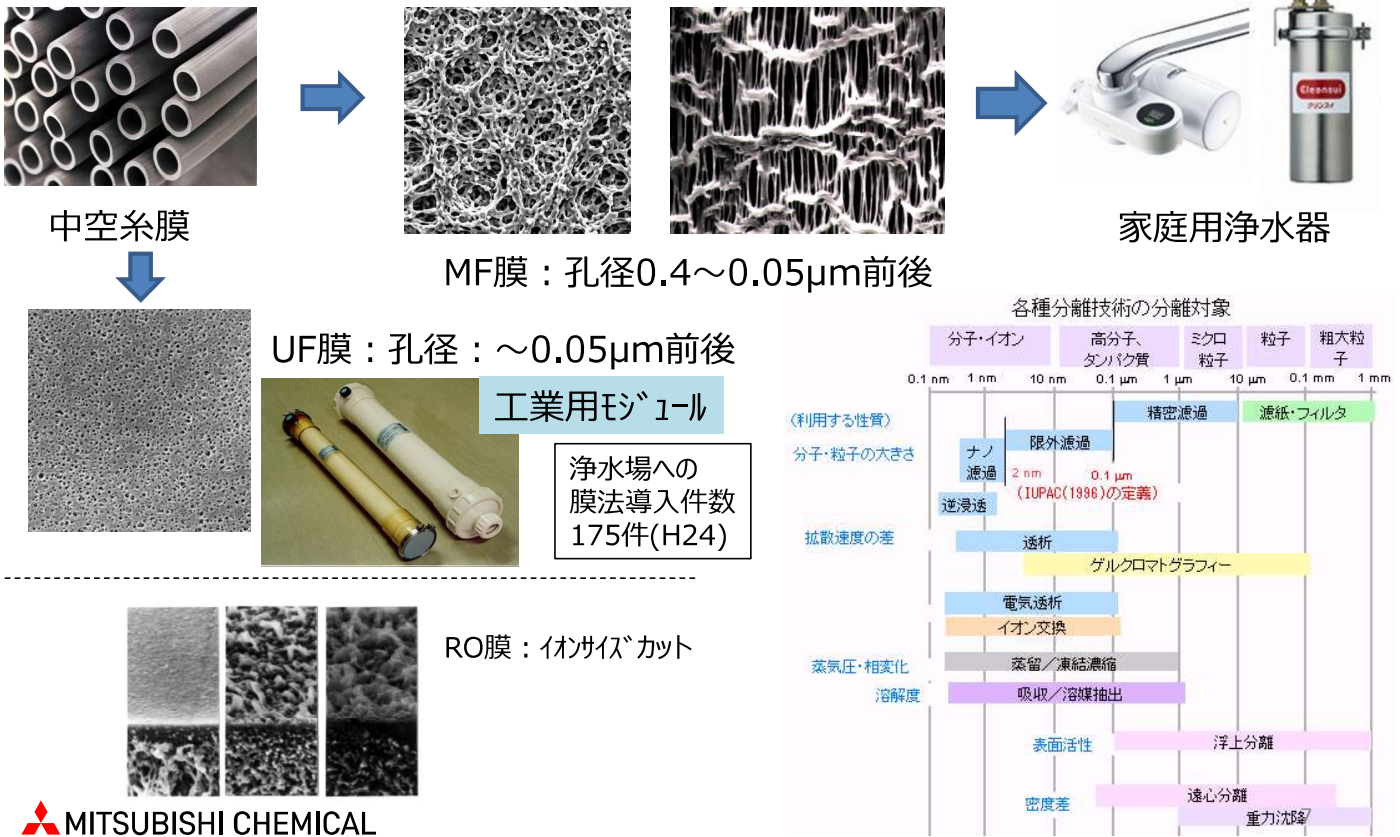 Cleansui
クリンスイ
中空糸膜
家庭用浄水器
MF膜：孔径0.4～0.05μm前後
UF膜：孔径：～0.05μm前後
工業用ﾓｼﾞｭｰﾙ
浄水場への
膜法導入件数
175件(H24)
RO膜：ｲｵﾝｻｲｽﾞｶｯﾄ
MITSUBISHI CHEMICAL
各種分離技術の分離対象
分子・イオン
高分子、
タンパク質
ミクロ
粒子
粒子
粗大粒
子
0.1 nm 1 nm 10 nm 0.1 μm 1 μm 10 μm 0.1 mm 1 mm
(利用する性質)
精密濾過
濾紙・フィルタ
分子・粒子の大きさ
限外濾過
ナノ
濾過
2 nm
0.1 μm
(IUPAC(1996)の定義)
逆浸透
拡散速度の差
透析
ゲルクロマトグラフィー
電気透析
イオン交換
蒸気圧・相変化
蒸留／凍結濃縮
溶解度
吸収／溶媒抽出
表面活性
浮上分離
密度差
遠心分離
重力沈降
7